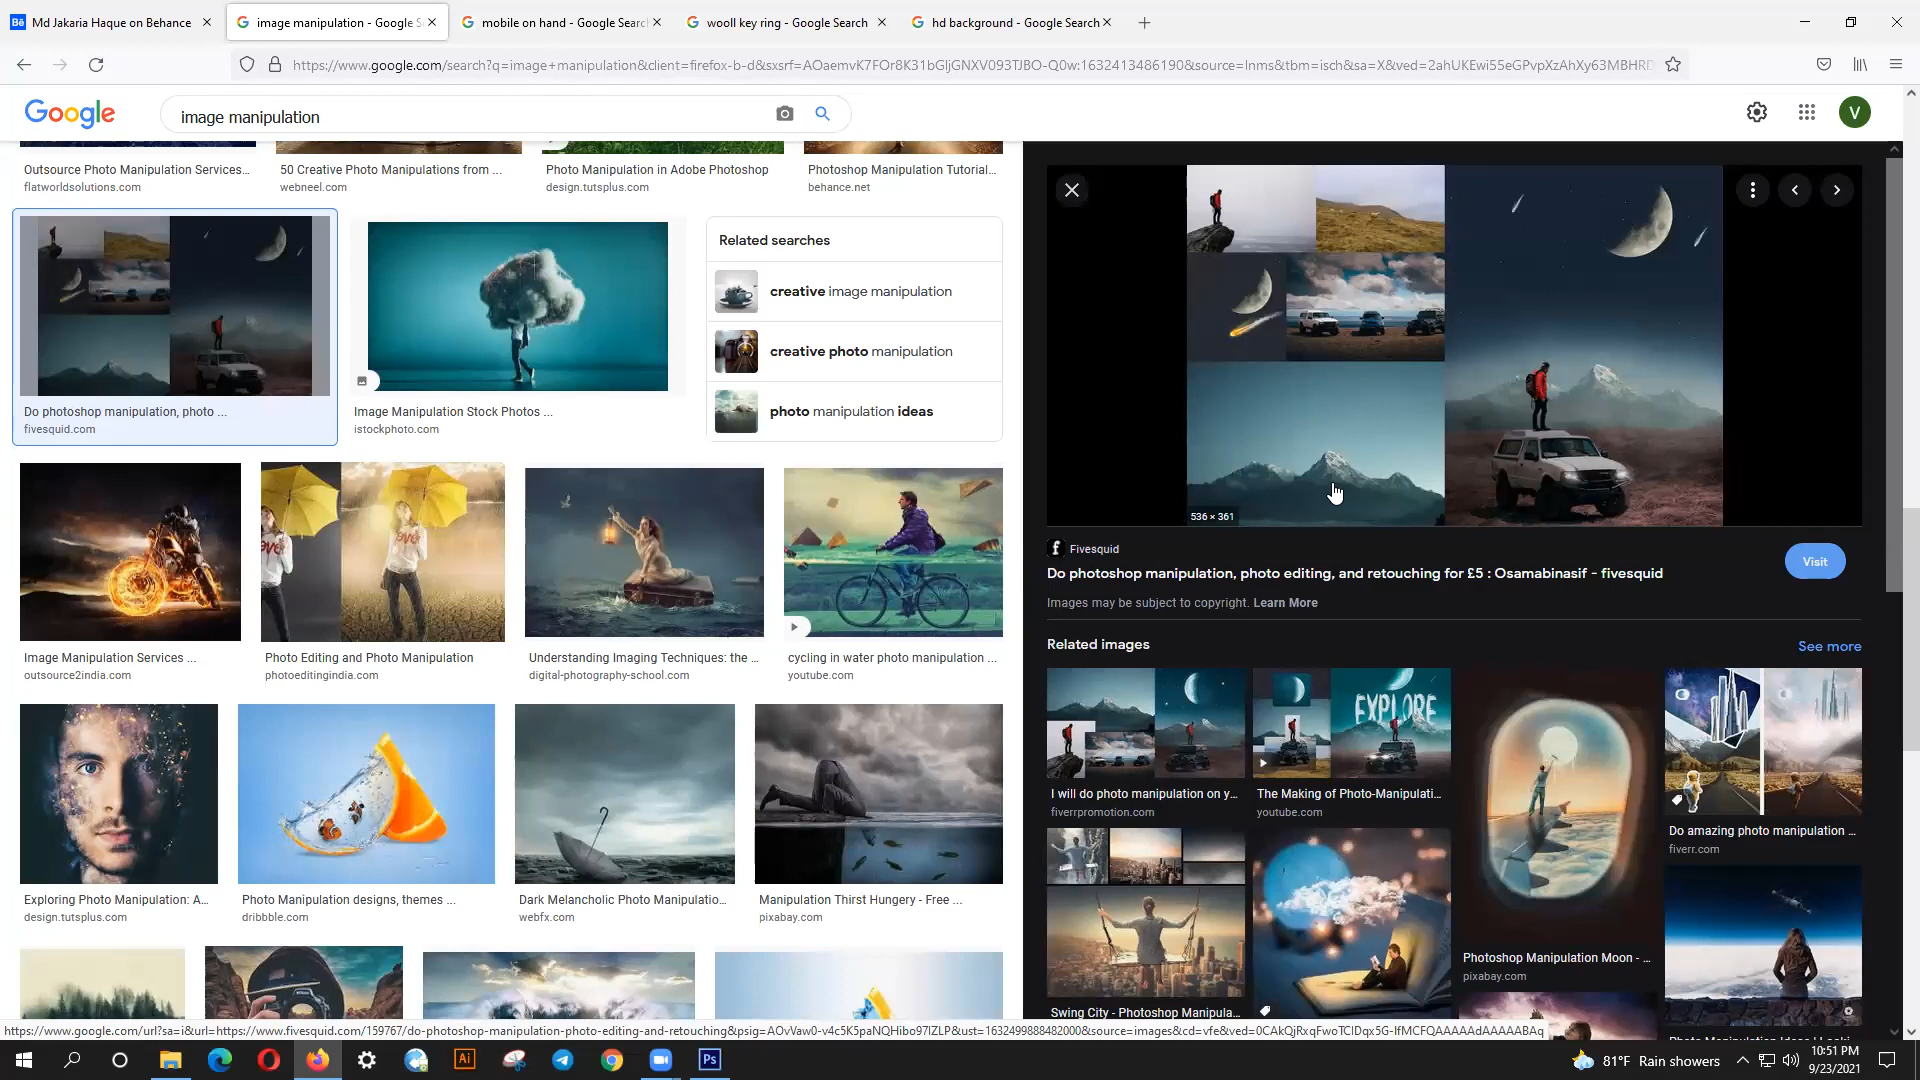 Md Jakaria Haque on Behance
image manipulation - Google S
mobile on hand - Google Searc
wooll key ring - Google Search
hd background - Google Search
https://www.google.com/search?q=image+manipulation&client=firefox-b-d&sxsrf=AOaemvK7FOr8K31bGljGNXV093TJBO-Q0w:1632413486190&source=lnms&tbm=isch&sa=X&ved=2ahUKEwi55eGPvpXzAhXy63MBHRD
Google
image manipulation
V
Outsource Photo Manipulation Services...
flatworldsolutions.com
50 Creative Photo Manipulations from ...
webneel.com
Photo Manipulation in Adobe Photoshop
design.tutsplus.com
Photoshop Manipulation Tutorial...
behance.net
Do photoshop manipulation, photo ...
fivesquid.com
Image Manipulation Stock Photos ...
istockphoto.com
Related searches
creative image manipulation
creative photo manipulation
photo manipulation ideas
Image Manipulation Services ...
outsource2india.com
Photo Editing and Photo Manipulation
photoeditingindia.com
Understanding Imaging Techniques: the ...
digital-photography-school.com
cycling in water photo manipulation ...
youtube.com
Exploring Photo Manipulation: A...
design.tutsplus.com
Photo Manipulation designs, themes ...
dribbble.com
Dark Melancholic Photo Manipulatio...
webfx.com
Manipulation Thirst Hungery - Free ...
pixabay.com
536 × 361
Fivesquid
Do photoshop manipulation, photo editing, and retouching for £5 : Osamabinasif - fivesquid
Visit
Images may be subject to copyright. Learn More
Related images
See more
EXPLORE
I will do photo manipulation on y...
fiverrpromotion.com
The Making of Photo-Manipulati...
youtube.com
Do amazing photo manipulation ...
fiverr.com
Photoshop Manipulation Moon - ...
pixabay.com
Swing City - Photoshop Manipula...
https://www.google.com/url?sa=i&url=https://www.fivesquid.com/159767/do-photoshop-manipulation-photo-editing-and-retouching&psig=AOvVaw0-v4c5K5paNQHibo97IZLP&ust=1632499888482000&source=images&cd=vfe&ved=0CAkQjRxqFwoTCIDqx5G-lfMCFQAAAAAdAAAAABAq
Ai
Ps
81°F Rain showers
10:51 PM
9/23/2021